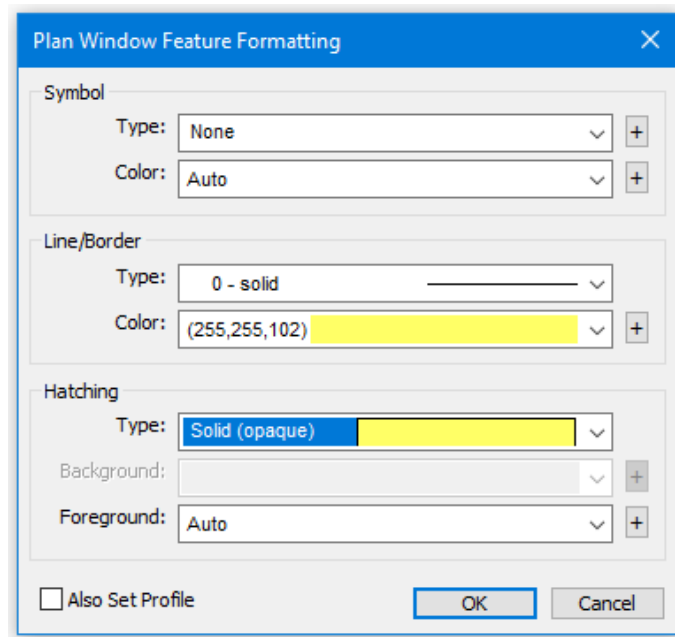 Plan Window Feature Formatting
Symbol
Type: None +
Color: Auto +
Line/Border
Type: 0 - solid
Color: (255,255,102) +
Hatching
Type: Solid (opaque)
Background: +
Foreground: Auto +
Also Set Profile OK Cancel